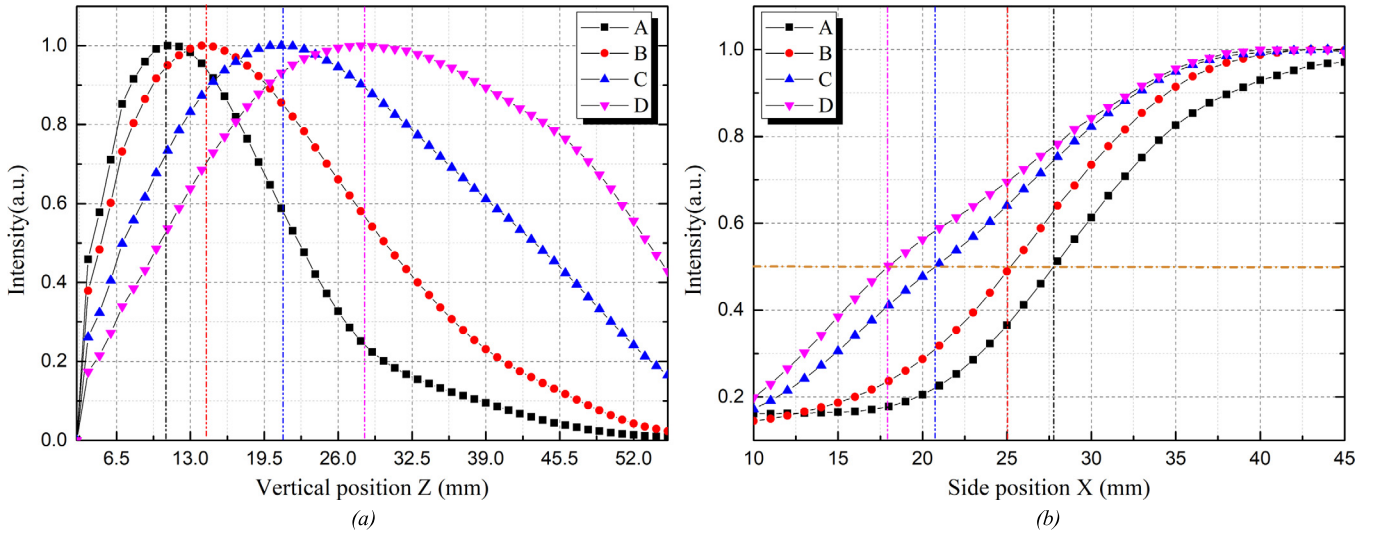 (a)
A
B
C
D
1.0
0.8
0.6
0.4
0.2
0.0
Intensity(a.u.)
6.5 13.0 19.5 26.0 32.5 39.0 45.5 52.0
Vertical position Z (mm)
(a)
(b)
A
B
C
D
1.0
0.8
0.6
0.4
0.2
Intensity(a.u.)
10 15 20 25 30 35 40 45
Side position X (mm)
(b)